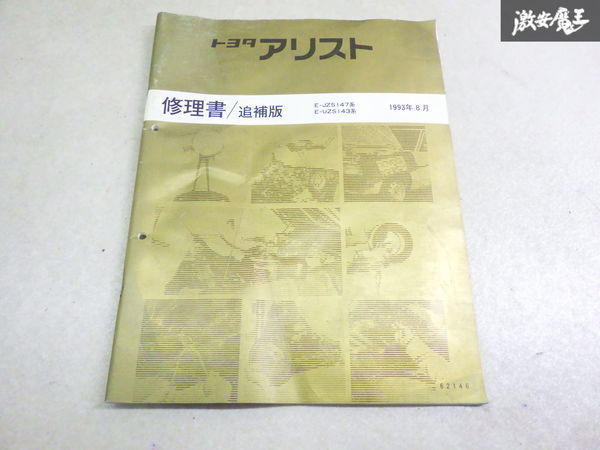 激安魔王
トヨタ アリスト
修理書/追補版
E-JZS147系
E-UZS143系
1993年8月
62146